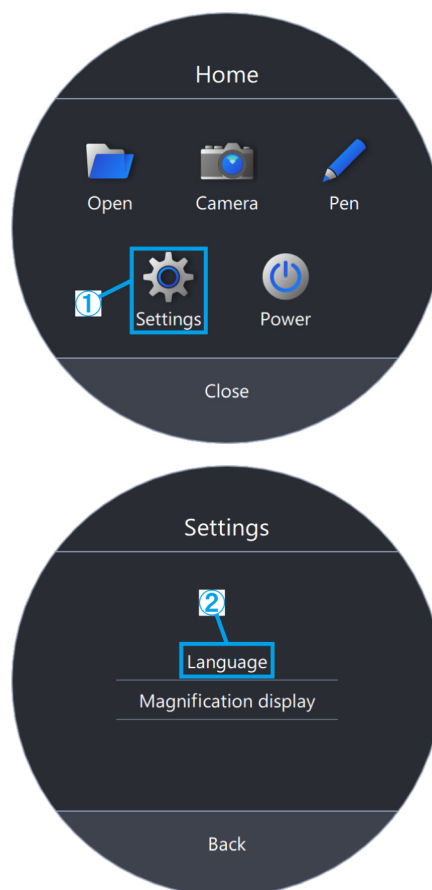 Home
Open Camera Pen
①
Settings Power
Close
Settings
②
Language
Magnification display
Back